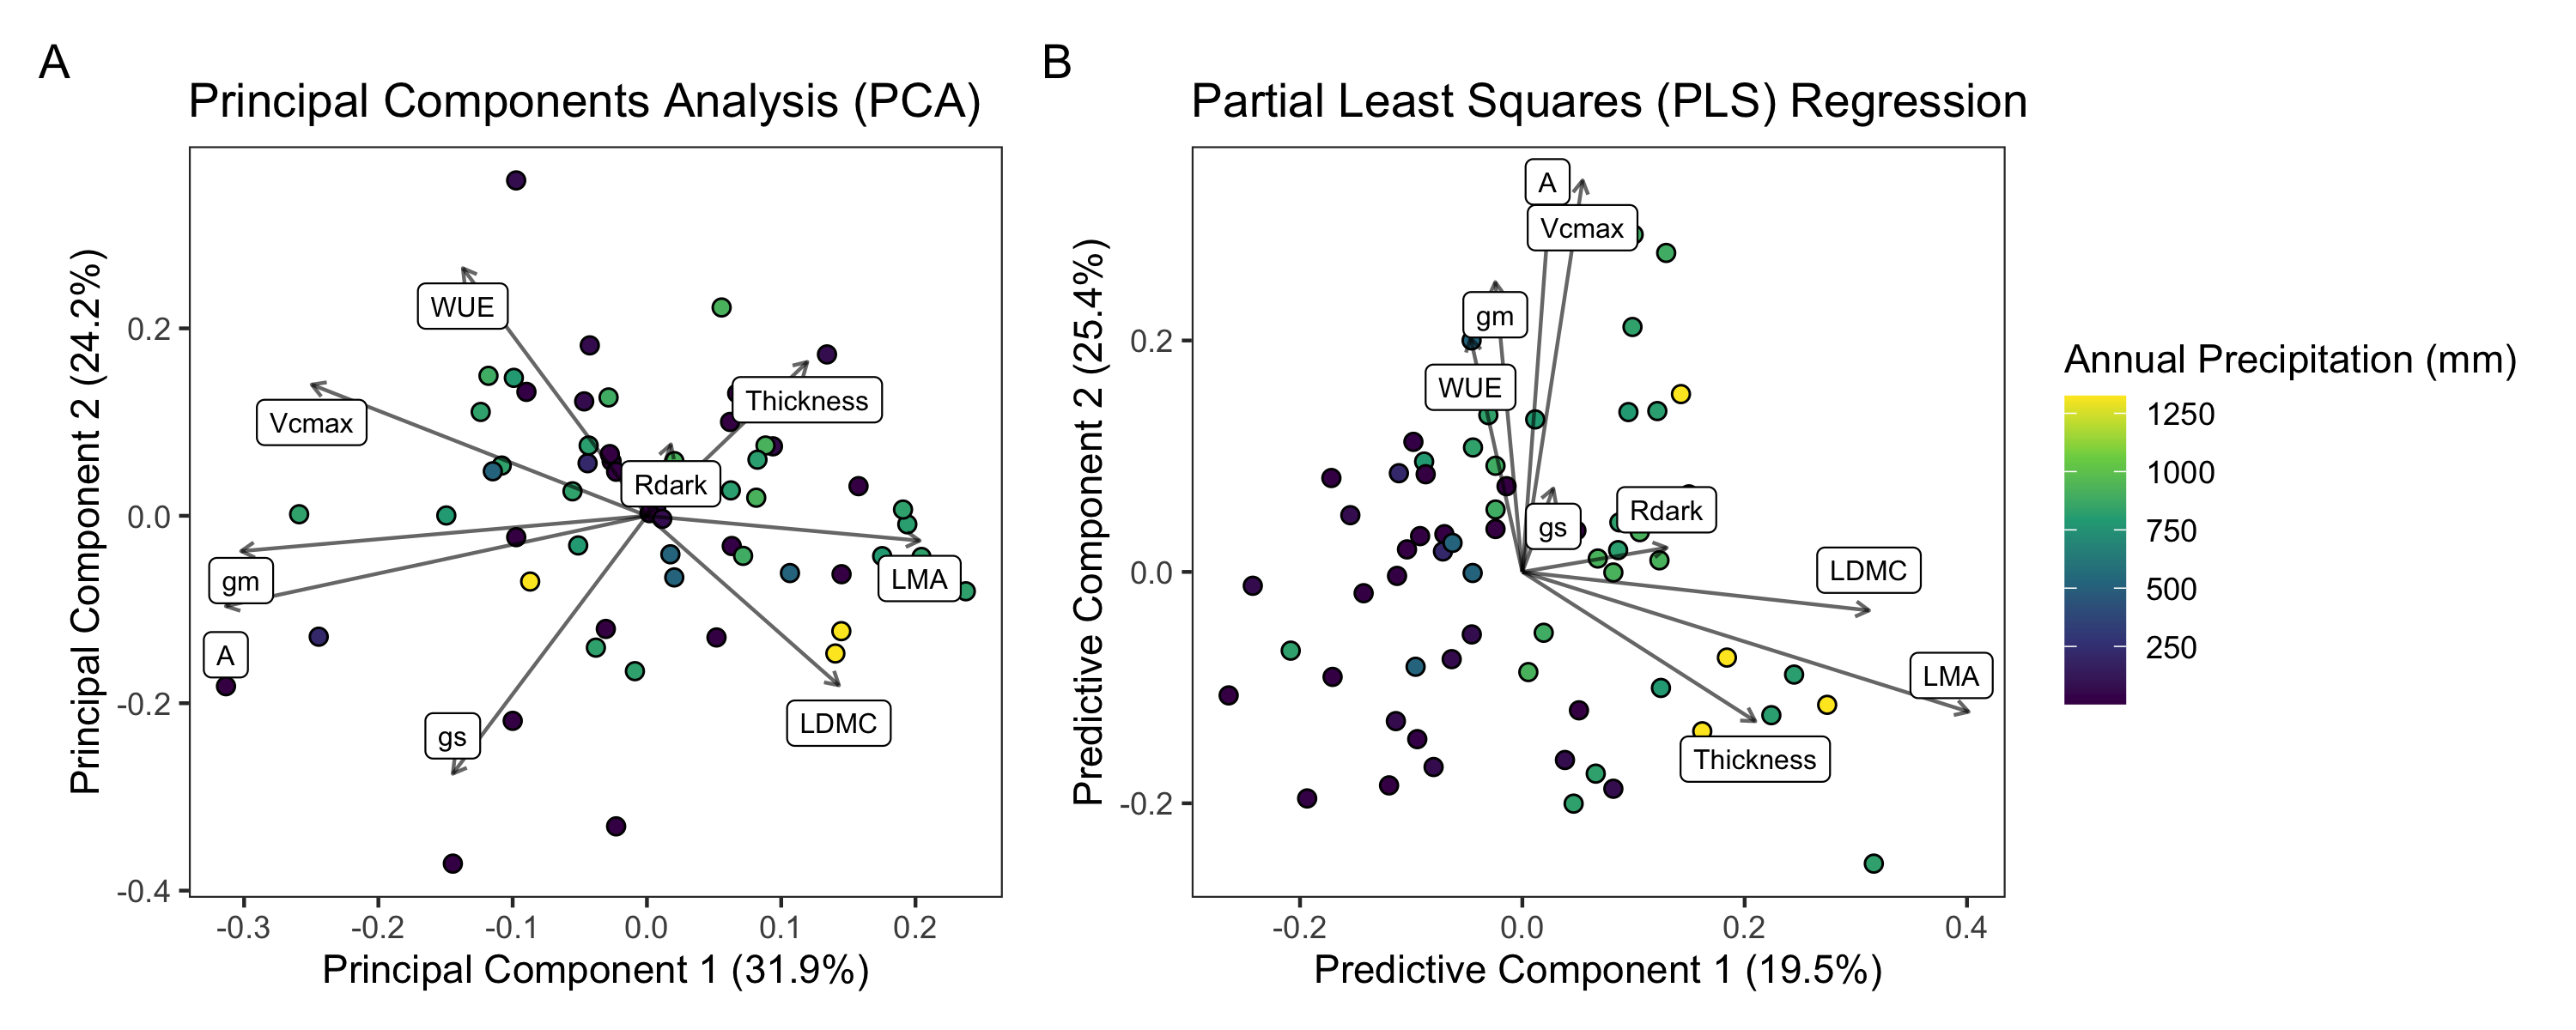 A
Principal Components Analysis (PCA)
Principal Component 2 (24.2%)
0.2
0.0
-0.2
-0.4
WUE
Vcmax
Thickness
Rdark
gm
LMA
A
LDMC
gs
-0.3
-0.2
-0.1
0.0
0.1
0.2
Principal Component 1 (31.9%)
B
Partial Least Squares (PLS) Regression
Predictive Component 2 (25.4%)
0.2
0.0
-0.2
A
Vcmax
gm
WUE
gs
Rdark
LDMC
LMA
Thickness
-0.2
0.0
0.2
0.4
Predictive Component 1 (19.5%)
Annual Precipitation (mm)
1250
1000
750
500
250